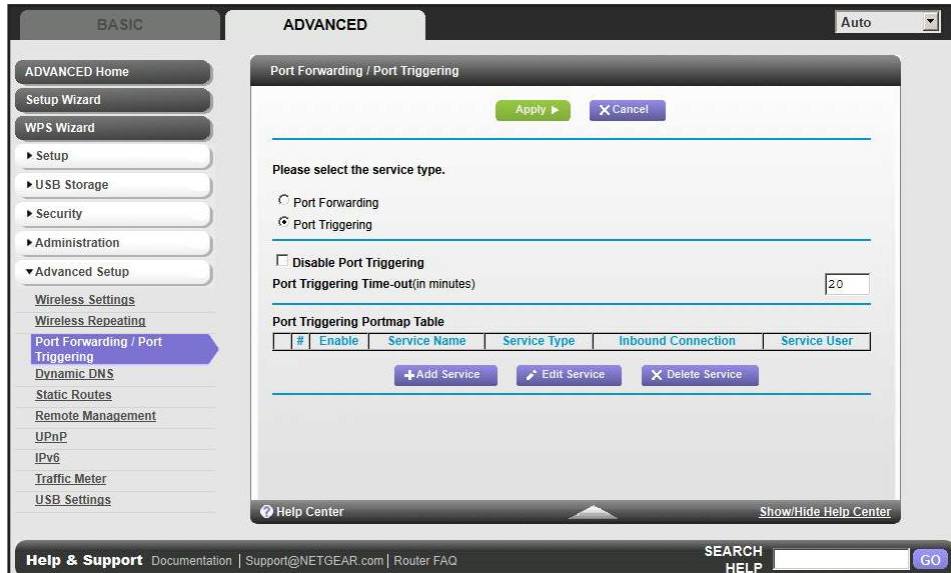 BASIC
ADVANCED
Auto
ADVANCED Home
Setup Wizard
WPS Wizard
Setup
USB Storage
Security
Administration
Advanced Setup
Wireless Settings
Wireless Repeating
Port Forwarding / Port
Triggering
Dynamic DNS
Static Routes
Remote Management
UPnP
IPv6
Traffic Meter
USB Settings
Port Forwarding / Port Triggering
Apply
X Cancel
Please select the service type.
Port Forwarding
Port Triggering
Disable Port Triggering
Port Triggering Time-out(in minutes) 20
Port Triggering Portmap Table
# Enable Service Name Service Type Inbound Connection Service User
+ Add Service Edit Service X Delete Service
? Help Center Show/Hide Help Center
Help & Support Documentation | Support@NETGEAR.com | Router FAQ
SEARCH
HELP GO